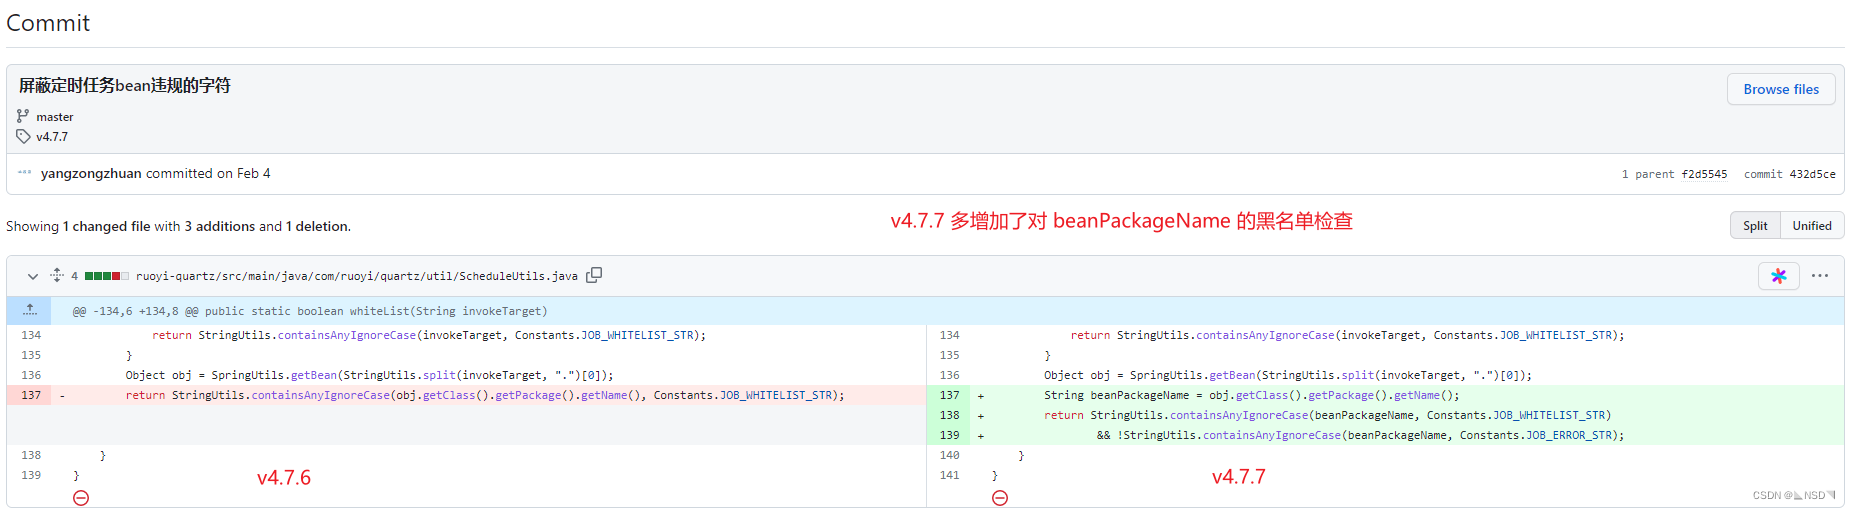 Commit
屏蔽定时任务bean违规的字符
Browse files
master
v4.7.7
yangzongzhuan committed on Feb 4
1 parent f2d5545 commit 432d5ce
Showing 1 changed file with 3 additions and 1 deletion.
v4.7.7 多增加了对 beanPackageName 的黑名单检查
Split Unified
4 ruoyi-quartz/src/main/java/com/ruoyi/quartz/util/ScheduleUtils.java
@@ -134,6 +134,8 @@ public static boolean whiteList(String invokeTarget)
134 return StringUtils.containsAnyIgnoreCase(invokeTarget, Constants.JOB_WHITELIST_STR);
135 }
136 Object obj = SpringUtils.getBean(StringUtils.split(invokeTarget, ".")[0]);
137 - return StringUtils.containsAnyIgnoreCase(obj.getClass().getPackage().getName(), Constants.JOB_WHITELIST_STR);
138 }
139 }
v4.7.6
134 return StringUtils.containsAnyIgnoreCase(invokeTarget, Constants.JOB_WHITELIST_STR);
135 }
136 Object obj = SpringUtils.getBean(StringUtils.split(invokeTarget, ".")[0]);
137 + String beanPackageName = obj.getClass().getPackage().getName();
138 + return StringUtils.containsAnyIgnoreCase(beanPackageName, Constants.JOB_WHITELIST_STR)
139 + && !StringUtils.containsAnyIgnoreCase(beanPackageName, Constants.JOB_ERROR_STR);
140 }
141 }
v4.7.7
CSDN @◣NSD◥